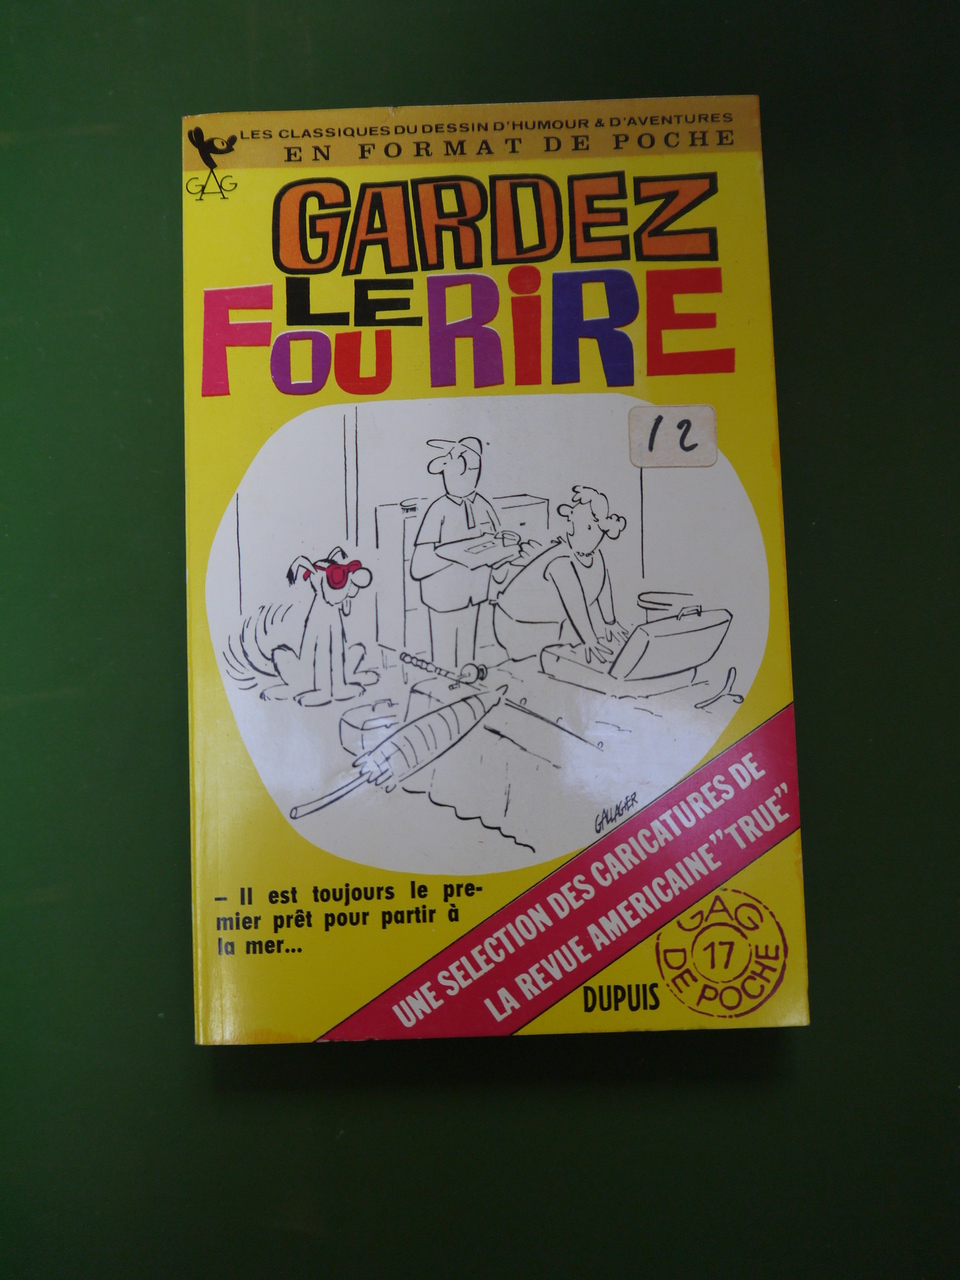 LES CLASSIQUES DU DESSIN D'HUMOUR & D'AVENTURES
EN FORMAT DE POCHE
GAG
GARDEZ
LE
FOU RiRE
12
GALLAGHER
– Il est toujours le pre-
mier prêt pour partir à
la mer...
UNE SELECTION DES CARICATURES DE
LA REVUE AMERICAINE "TRUE"
DUPUIS
GAG
17
DE POCHE